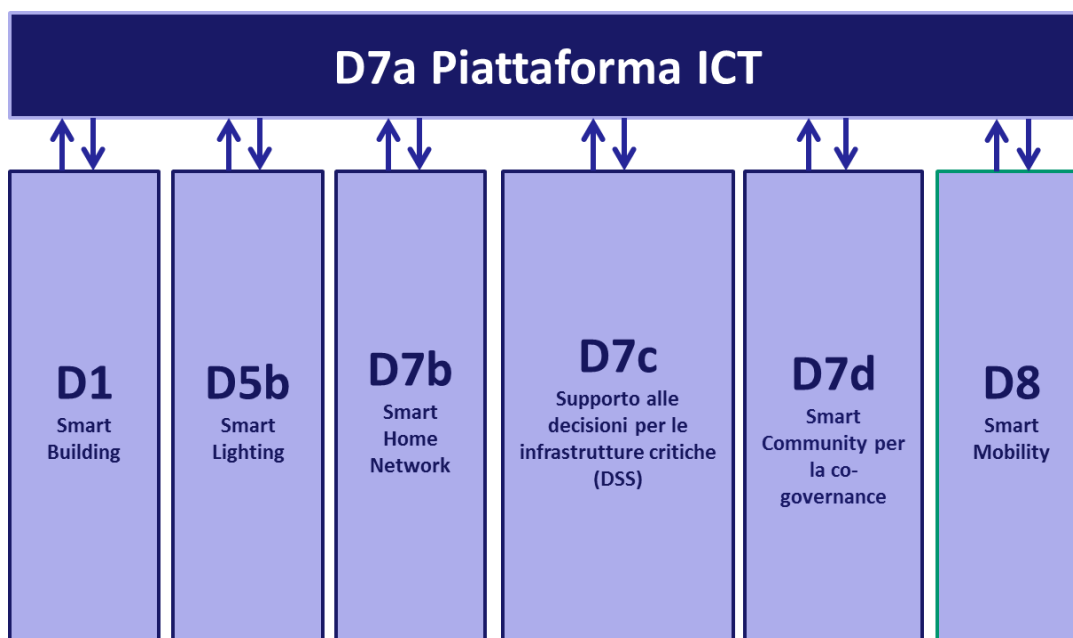 D7a Piattaforma ICT
D1
Smart
Building
D5b
Smart
Lighting
D7b
Smart
Home
Network
D7c
Supporto alle
decisioni per le
infrastrutture critiche
(DSS)
D7d
Smart
Community per
la co-
governance
D8
Smart
Mobility